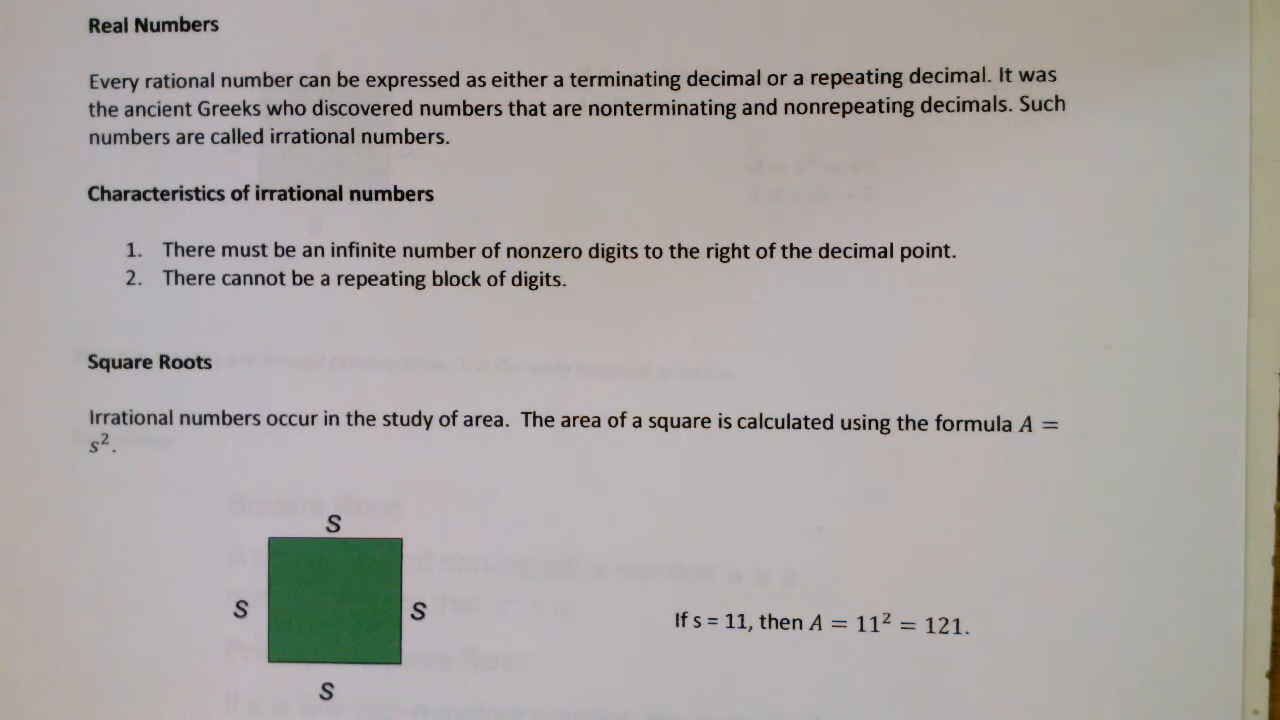 Real Numbers
Every rational number can be expressed as either a terminating decimal or a repeating decimal. It was
the ancient Greeks who discovered numbers that are nonterminating and nonrepeating decimals. Such
numbers are called irrational numbers.
Characteristics of irrational numbers
1. There must be an infinite number of nonzero digits to the right of the decimal point.
2. There cannot be a repeating block of digits.
Square Roots
Irrational numbers occur in the study of area. The area of a square is calculated using the formula A =
s².
S
S S
If s = 11, then A = 11² = 121.
S